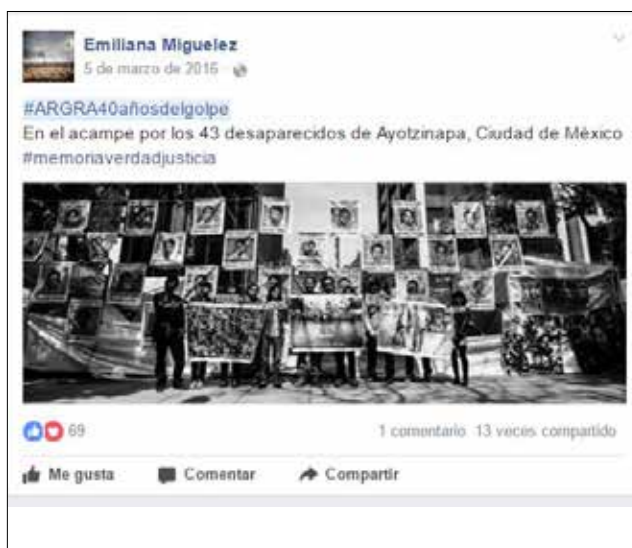 Emiliana Miguelez
5 de marzo de 2016
#ARGRA40añosdelgolpe
En el acampe por los 43 desaparecidos de Ayotzinapa, Ciudad de México
#memoriaverdadjusticia
69
1 comentario 13 veces compartido
Me gusta Comentar Compartir